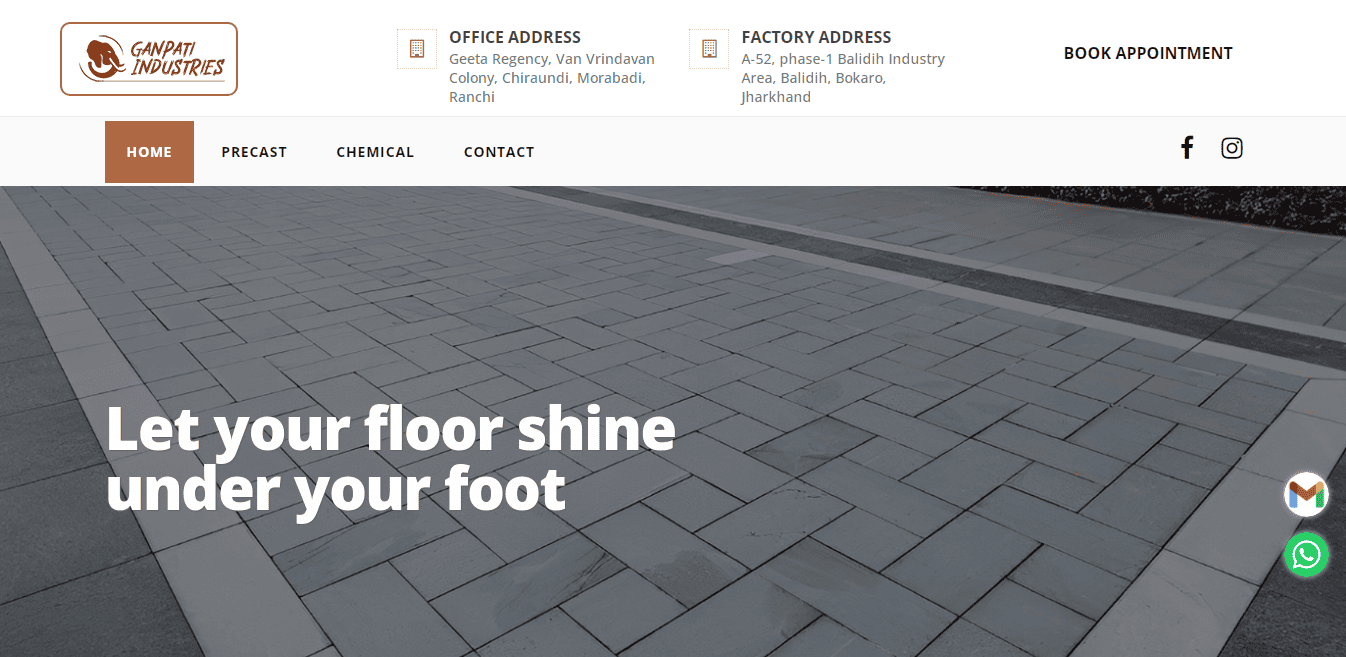 GANPATI
INDUSTRIES
OFFICE ADDRESS
Geeta Regency, Van Vrindavan
Colony, Chiraundi, Morabadi,
Ranchi
FACTORY ADDRESS
A-52, phase-1 Balidih Industry
Area, Balidih, Bokaro,
Jharkhand
BOOK APPOINTMENT
HOME
PRECAST
CHEMICAL
CONTACT
Let your floor shine
under your foot